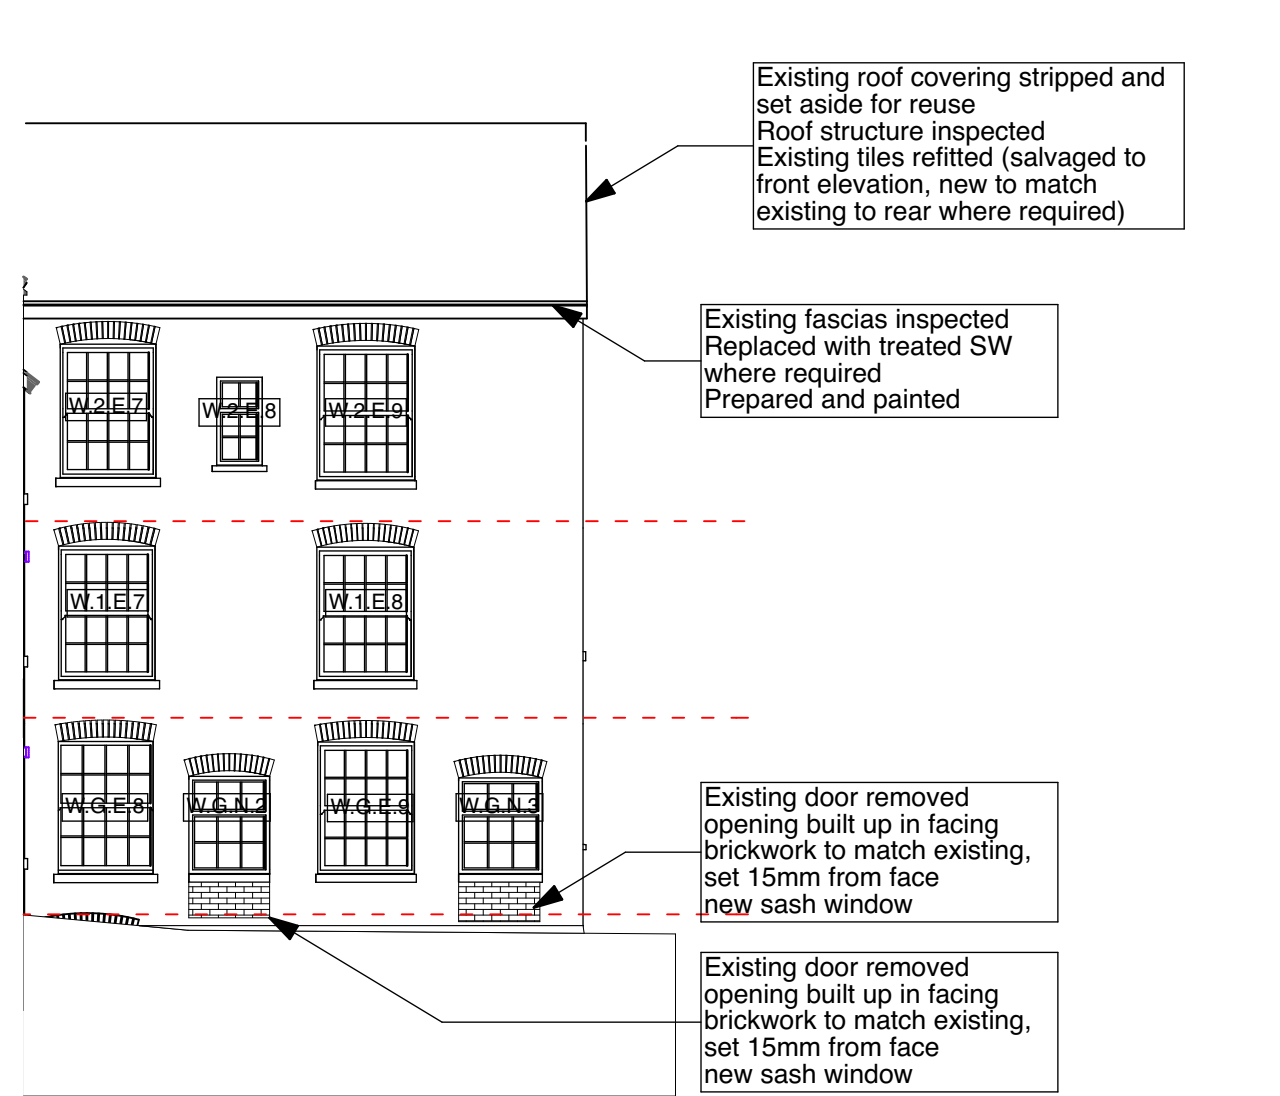 Existing roof covering stripped and
set aside for reuse
Roof structure inspected
Existing tiles refitted (salvaged to
front elevation, new to match
existing to rear where required)
Existing fascias inspected
Replaced with treated SW
where required
Prepared and painted
W.2.E.7
W.2.E.8
W.2.E.9
W.1.E.7
W.1.E.8
W.G.E.8
W.G.N.2
W.G.E.9
W.G.N.3
Existing door removed
opening built up in facing
brickwork to match existing,
set 15mm from face
new sash window
Existing door removed
opening built up in facing
brickwork to match existing,
set 15mm from face
new sash window